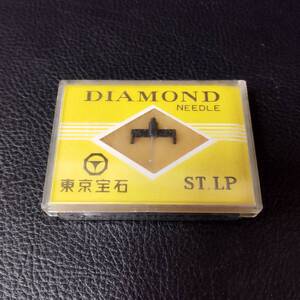 DIAMOND
NEEDLE
東京宝石
ST.LP